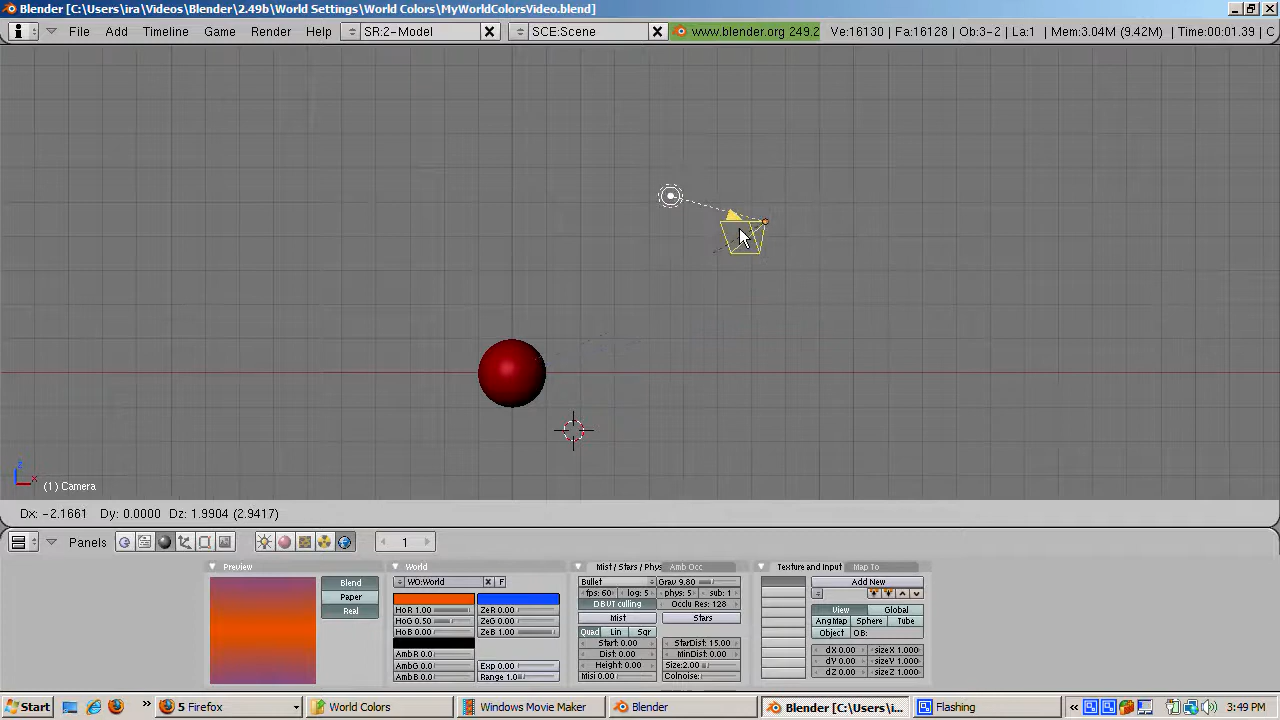 Blender [C:\Users\ira\Videos\Blender\2.49b\World Settings\World Colors\MyWorldColorsVideo.blend]
File Add Timeline Game Render Help SR:2-Model SCE:Scene www.blender.org 249.2 Ve:16130 | Fa:16128 | Ob:3-2 | La:1 | Mem:3.04M (9.42M) | Time:00:01.39 | C
z
x
(1) Camera
Dx: -2.1661 Dy: 0.0000 Dz: 1.9904 (2.9417)
Panels 1
Preview World Mist / Stars / Phys Amb Occ Texture and Input Map To
Blend WO:World F Bullet Grav 9.80 Add New
Paper fps: 60 log: 5 phys: 5 sub: 1
Real HoR 1.00 ZeR 0.00 DBVT culling Occlu Res: 128 View Global
HoG 0.50 ZeG 0.00 Mist Stars AngMap Sphere Tube
HoB 0.00 ZeB 1.00 Quad Lin Sqr Object OB:
AmbR 0.0 Start: 0.00 StarDist: 15.00 dX 0.00 sizeX 1.000
AmbG 0.0 Exp 0.00 Dist: 0.00 MinDist: 0.00 dY 0.00 sizeY 1.000
AmbB 0.0 Range 1.0 Height: 0.00 Size:2.00 dZ 0.00 sizeZ 1.000
Misi 0.00 Colnoise:
Start » 5 Firefox World Colors Windows Movie Maker Blender Blender [C:\Users\i... Flashing « 3:49 PM